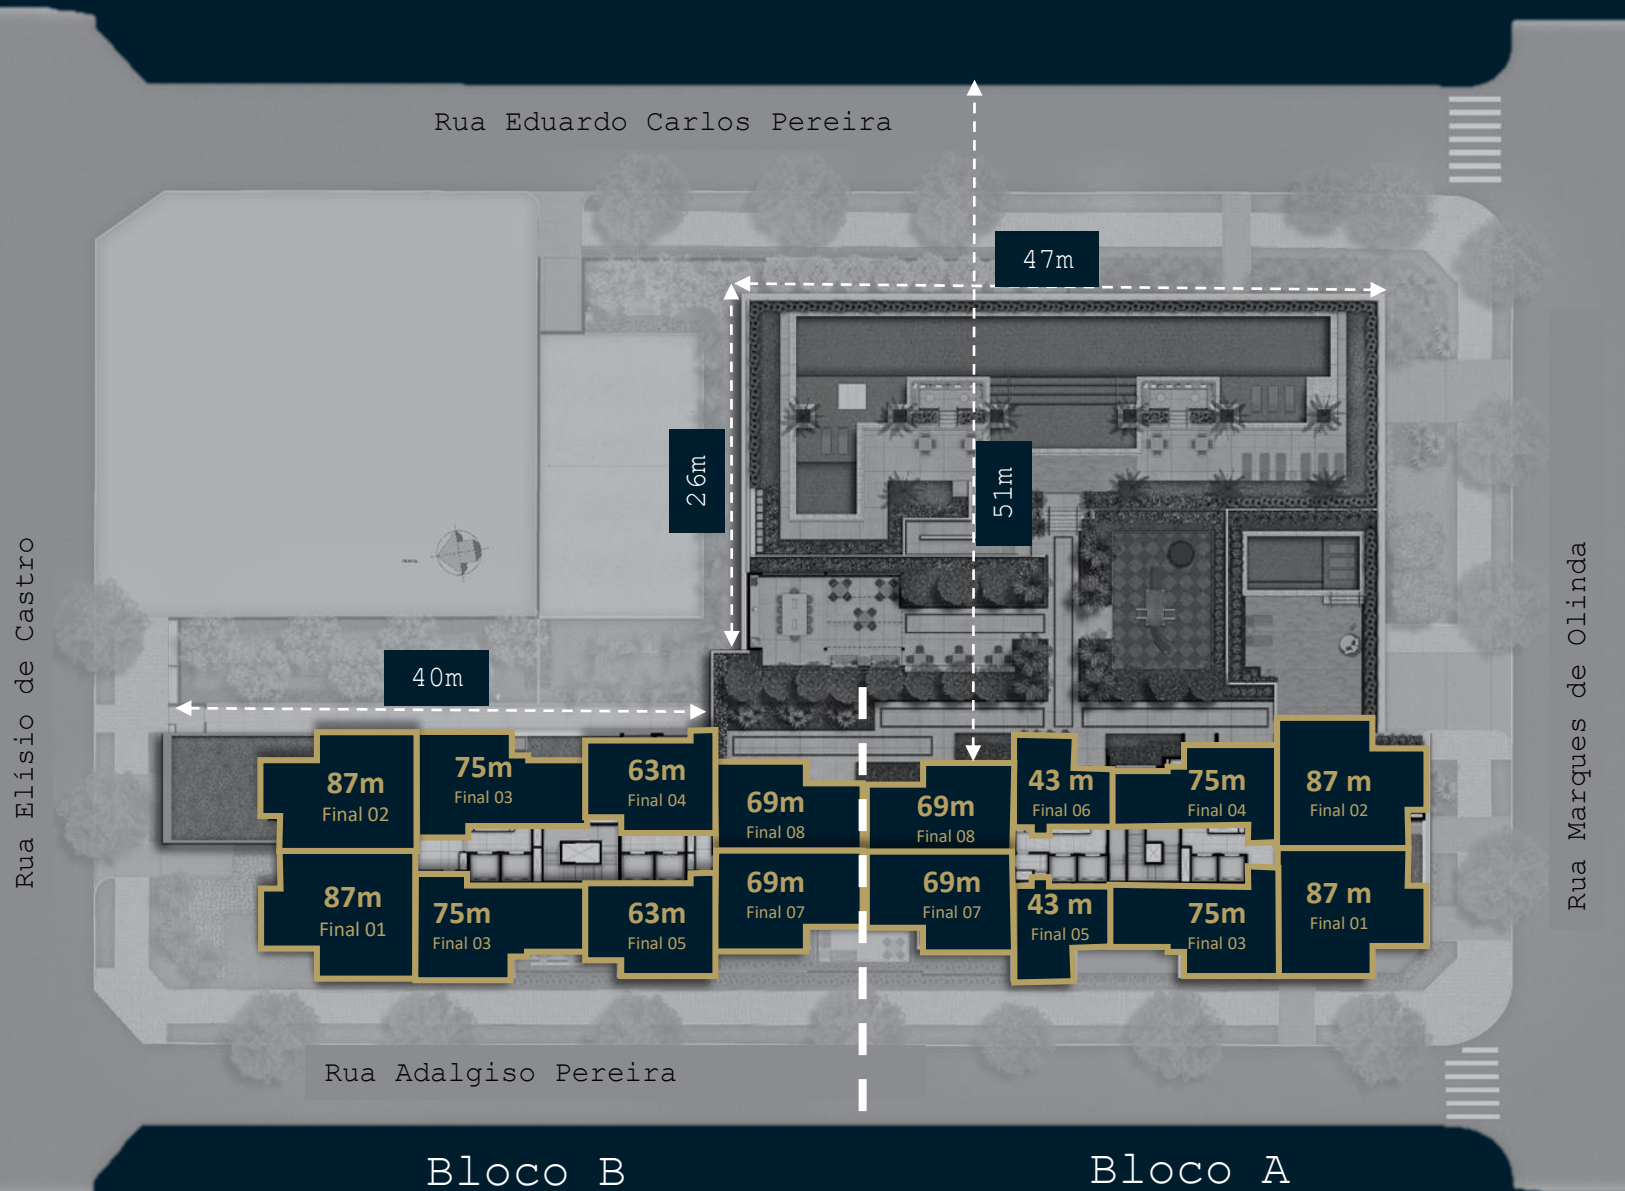 Rua Eduardo Carlos Pereira
47m
26m
51m
40m
Rua Elísio de Castro
Rua Marques de Olinda
87m
Final 02
75m
Final 03
63m
Final 04
69m
Final 08
69m
Final 08
43 m
Final 06
75m
Final 04
87 m
Final 02
87m
Final 01
75m
Final 03
63m
Final 05
69m
Final 07
69m
Final 07
43 m
Final 05
75m
Final 03
87 m
Final 01
Rua Adalgiso Pereira
Bloco B
Bloco A